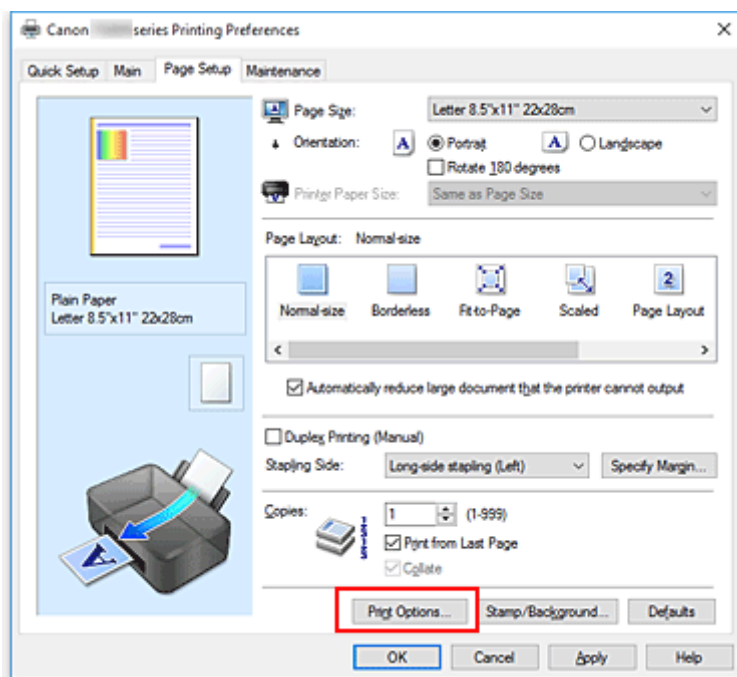 Canon series Printing Preferences
Quick Setup Main Page Setup Maintenance
Page Size: Letter 8.5"x11" 22x28cm
Orientation: A Portrait A Landscape
Rotate 180 degrees
Printer Paper Size: Same as Page Size
Page Layout: Normal-size
2
Normal-size Borderless Fit-to-Page Scaled Page Layout
Plain Paper
Letter 8.5"x11" 22x28cm
Automatically reduce large document that the printer cannot output
Duplex Printing (Manual)
Stapling Side: Long-side stapling (Left) Specify Margin...
Copies: 1 (1-999)
Print from Last Page
Collate
A
Print Options... Stamp/Background... Defaults
OK Cancel Apply Help